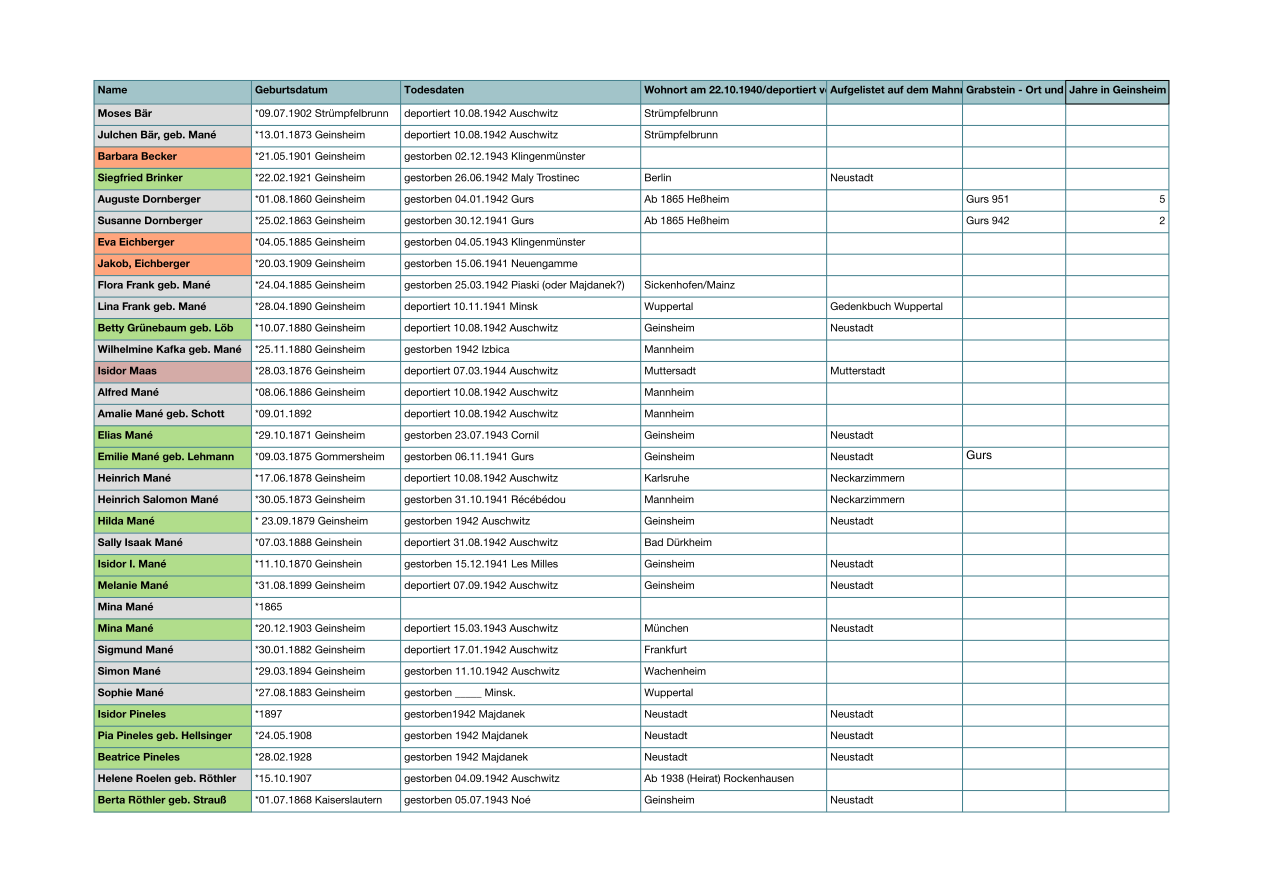 Name Geburtsdatum Todesdaten Wohnort am 22.10.1940/deportiert v Aufgelistet auf dem Mahn Grabstein - Ort und Jahre in Geinsheim
Moses Bär *09.07.1902 Strümpfelbrunn deportiert 10.08.1942 Auschwitz Strümpfelbrunn
Julchen Bär, geb. Mané *13.01.1873 Geinsheim deportiert 10.08.1942 Auschwitz Strümpfelbrunn
Barbara Becker *21.05.1901 Geinsheim gestorben 02.12.1943 Klingenmünster
Siegfried Brinker *22.02.1921 Geinsheim gestorben 26.06.1942 Maly Trostinec Berlin Neustadt
Auguste Dornberger *01.08.1860 Geinsheim gestorben 04.01.1942 Gurs Ab 1865 Heßheim Gurs 951 5
Susanne Dornberger *25.02.1863 Geinsheim gestorben 30.12.1941 Gurs Ab 1865 Heßheim Gurs 942 2
Eva Eichberger *04.05.1885 Geinsheim gestorben 04.05.1943 Klingenmünster
Jakob, Eichberger *20.03.1909 Geinsheim gestorben 15.06.1941 Neuengamme
Flora Frank geb. Mané *24.04.1885 Geinsheim gestorben 25.03.1942 Piaski (oder Majdanek?) Sickenhofen/Mainz
Lina Frank geb. Mané *28.04.1890 Geinsheim deportiert 10.11.1941 Minsk Wuppertal Gedenkbuch Wuppertal
Betty Grünebaum geb. Löb *10.07.1880 Geinsheim deportiert 10.08.1942 Auschwitz Geinsheim Neustadt
Wilhelmine Kafka geb. Mané *25.11.1880 Geinsheim gestorben 1942 Izbica Mannheim
Isidor Maas *28.03.1876 Geinsheim deportiert 07.03.1944 Auschwitz Muttersadt Mutterstadt
Alfred Mané *08.06.1886 Geinsheim deportiert 10.08.1942 Auschwitz Mannheim
Amalie Mané geb. Schott *09.01.1892 deportiert 10.08.1942 Auschwitz Mannheim
Elias Mané *29.10.1871 Geinsheim gestorben 23.07.1943 Cornil Geinsheim Neustadt
Emilie Mané geb. Lehmann *09.03.1875 Gommersheim gestorben 06.11.1941 Gurs Geinsheim Neustadt Gurs
Heinrich Mané *17.06.1878 Geinsheim deportiert 10.08.1942 Auschwitz Karlsruhe Neckarzimmern
Heinrich Salomon Mané *30.05.1873 Geinsheim gestorben 31.10.1941 Récébédou Mannheim Neckarzimmern
Hilda Mané * 23.09.1879 Geinsheim gestorben 1942 Auschwitz Geinsheim Neustadt
Sally Isaak Mané *07.03.1888 Geinshein deportiert 31.08.1942 Auschwitz Bad Dürkheim
Isidor I. Mané *11.10.1870 Geinshein gestorben 15.12.1941 Les Milles Geinsheim Neustadt
Melanie Mané *31.08.1899 Geinsheim deportiert 07.09.1942 Auschwitz Geinsheim Neustadt
Mina Mané *1865
Mina Mané *20.12.1903 Geinsheim deportiert 15.03.1943 Auschwitz München Neustadt
Sigmund Mané *30.01.1882 Geinsheim deportiert 17.01.1942 Auschwitz Frankfurt
Simon Mané *29.03.1894 Geinsheim gestorben 11.10.1942 Auschwitz Wachenheim
Sophie Mané *27.08.1883 Geinsheim gestorben _____ Minsk. Wuppertal
Isidor Pineles *1897 gestorben1942 Majdanek Neustadt Neustadt
Pia Pineles geb. Hellsinger *24.05.1908 gestorben 1942 Majdanek Neustadt Neustadt
Beatrice Pineles *28.02.1928 gestorben 1942 Majdanek Neustadt Neustadt
Helene Roelen geb. Röthler *15.10.1907 gestorben 04.09.1942 Auschwitz Ab 1938 (Heirat) Rockenhausen
Berta Röthler geb. Strauß *01.07.1868 Kaiserslautern gestorben 05.07.1943 Noé Geinsheim Neustadt